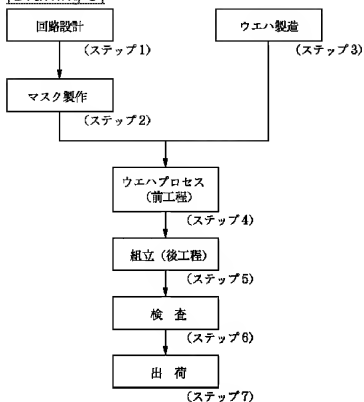 回路設計
ウエハ製造
(ステップ1)
(ステップ3)
マスク製作
(ステップ2)
ウエハプロセス
(前工程)
(ステップ4)
組立(後工程)
(ステップ5)
検 査
(ステップ6)
出 荷
(ステップ7)